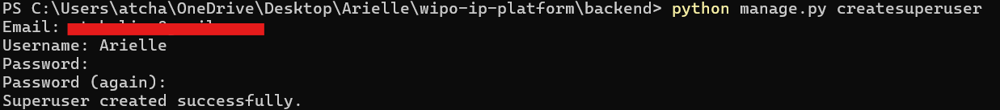 PS C:\Users\atcha\OneDrive\Desktop\Arielle\wipo-ip-platform\backend> python manage.py createsuperuser
Email:
Username: Arielle
Password:
Password (again):
Superuser created successfully.